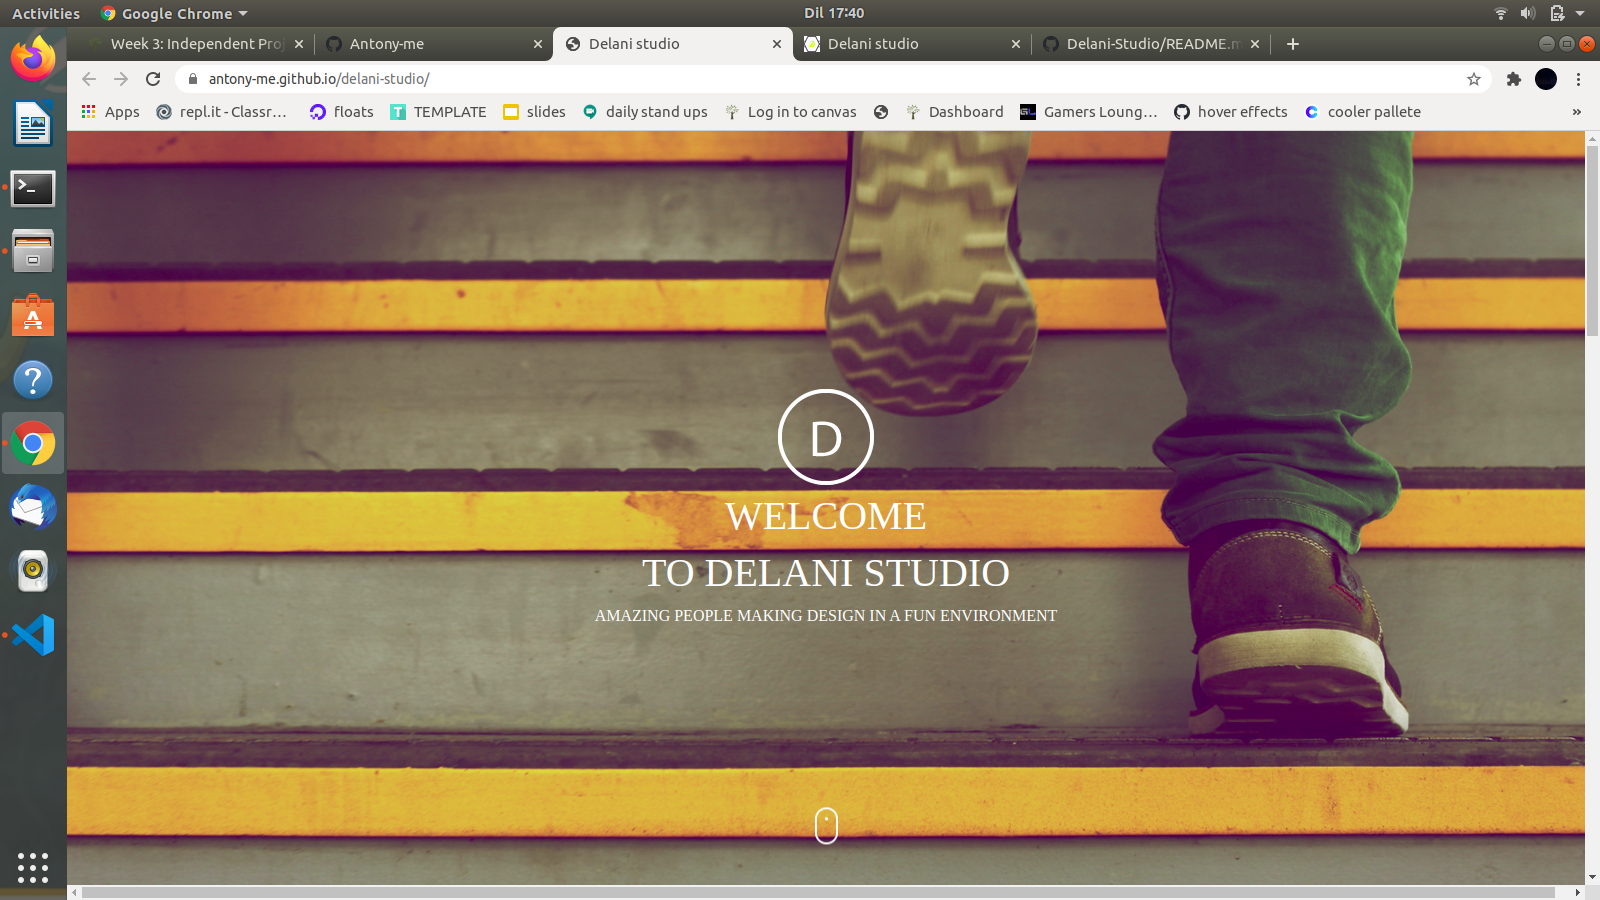 Activities
Google Chrome
Dil 17:40
Week 3: Independent Proj
Antony-me
Delani studio
Delani studio
Delani-Studio/README.m
antony-me.github.io/delani-studio/
Apps
repl.it - Classr...
floats
TEMPLATE
slides
daily stand ups
Log in to canvas
Dashboard
Gamers Loung...
hover effects
cooler pallete
D
WELCOME
TO DELANI STUDIO
AMAZING PEOPLE MAKING DESIGN IN A FUN ENVIRONMENT